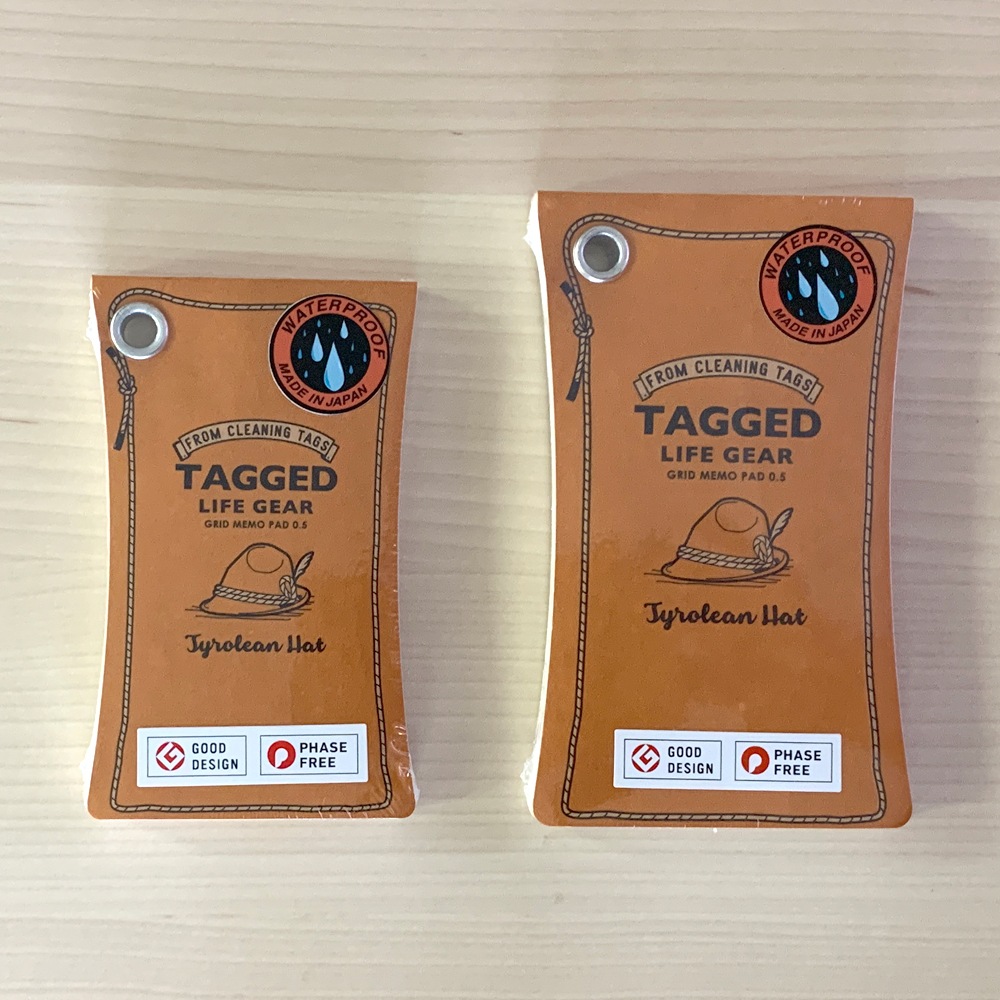 WATERPROOF
MADE IN JAPAN
FROM CLEANING TAGS
TAGGED
LIFE GEAR
GRID MEMO PAD 0.5
Tyrolean Hat
GOOD
DESIGN
PHASE
FREE
WATERPROOF
MADE IN JAPAN
FROM CLEANING TAGS
TAGGED
LIFE GEAR
GRID MEMO PAD 0.5
Tyrolean Hat
GOOD
DESIGN
PHASE
FREE